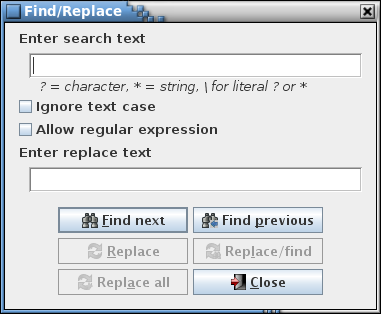 Find/Replace
Enter search text
? = character, * = string, \ for literal ? or *
Ignore text case
Allow regular expression
Enter replace text
Find next
Find previous
Replace
Replace/find
Replace all
Close